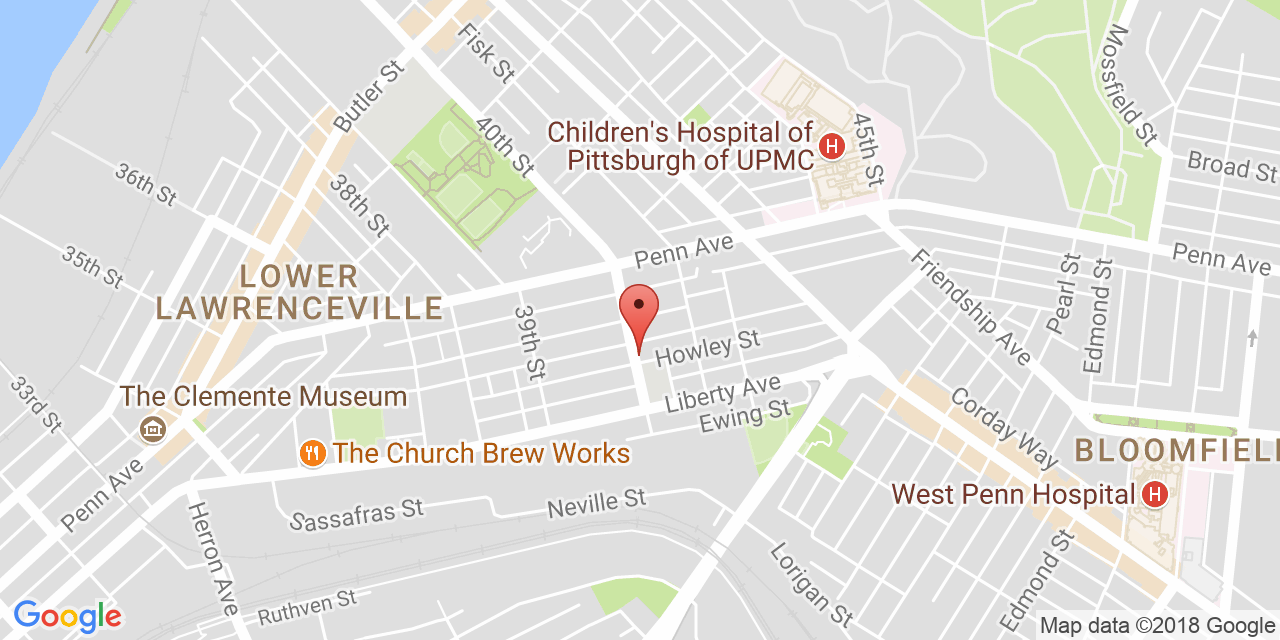 Fisk St
Butler St
Mossfield St
40th St
45th St
Children's Hospital of
Pittsburgh of UPMC
Broad St
36th St
38th St
Penn Ave
Penn Ave
35th St
LOWER
LAWRENCEVILLE
Friendship Ave
Pearl St
Edmond St
39th St
Howley St
33rd St
The Clemente Museum
Liberty Ave
Ewing St
Corday Way
The Church Brew Works
BLOOMFIEL
Penn Ave
West Penn Hospital
Sassafras St
Neville St
Herron Ave
Lorigan St
Edmond St
Ruthven St
Google
Map data ©2018 Google